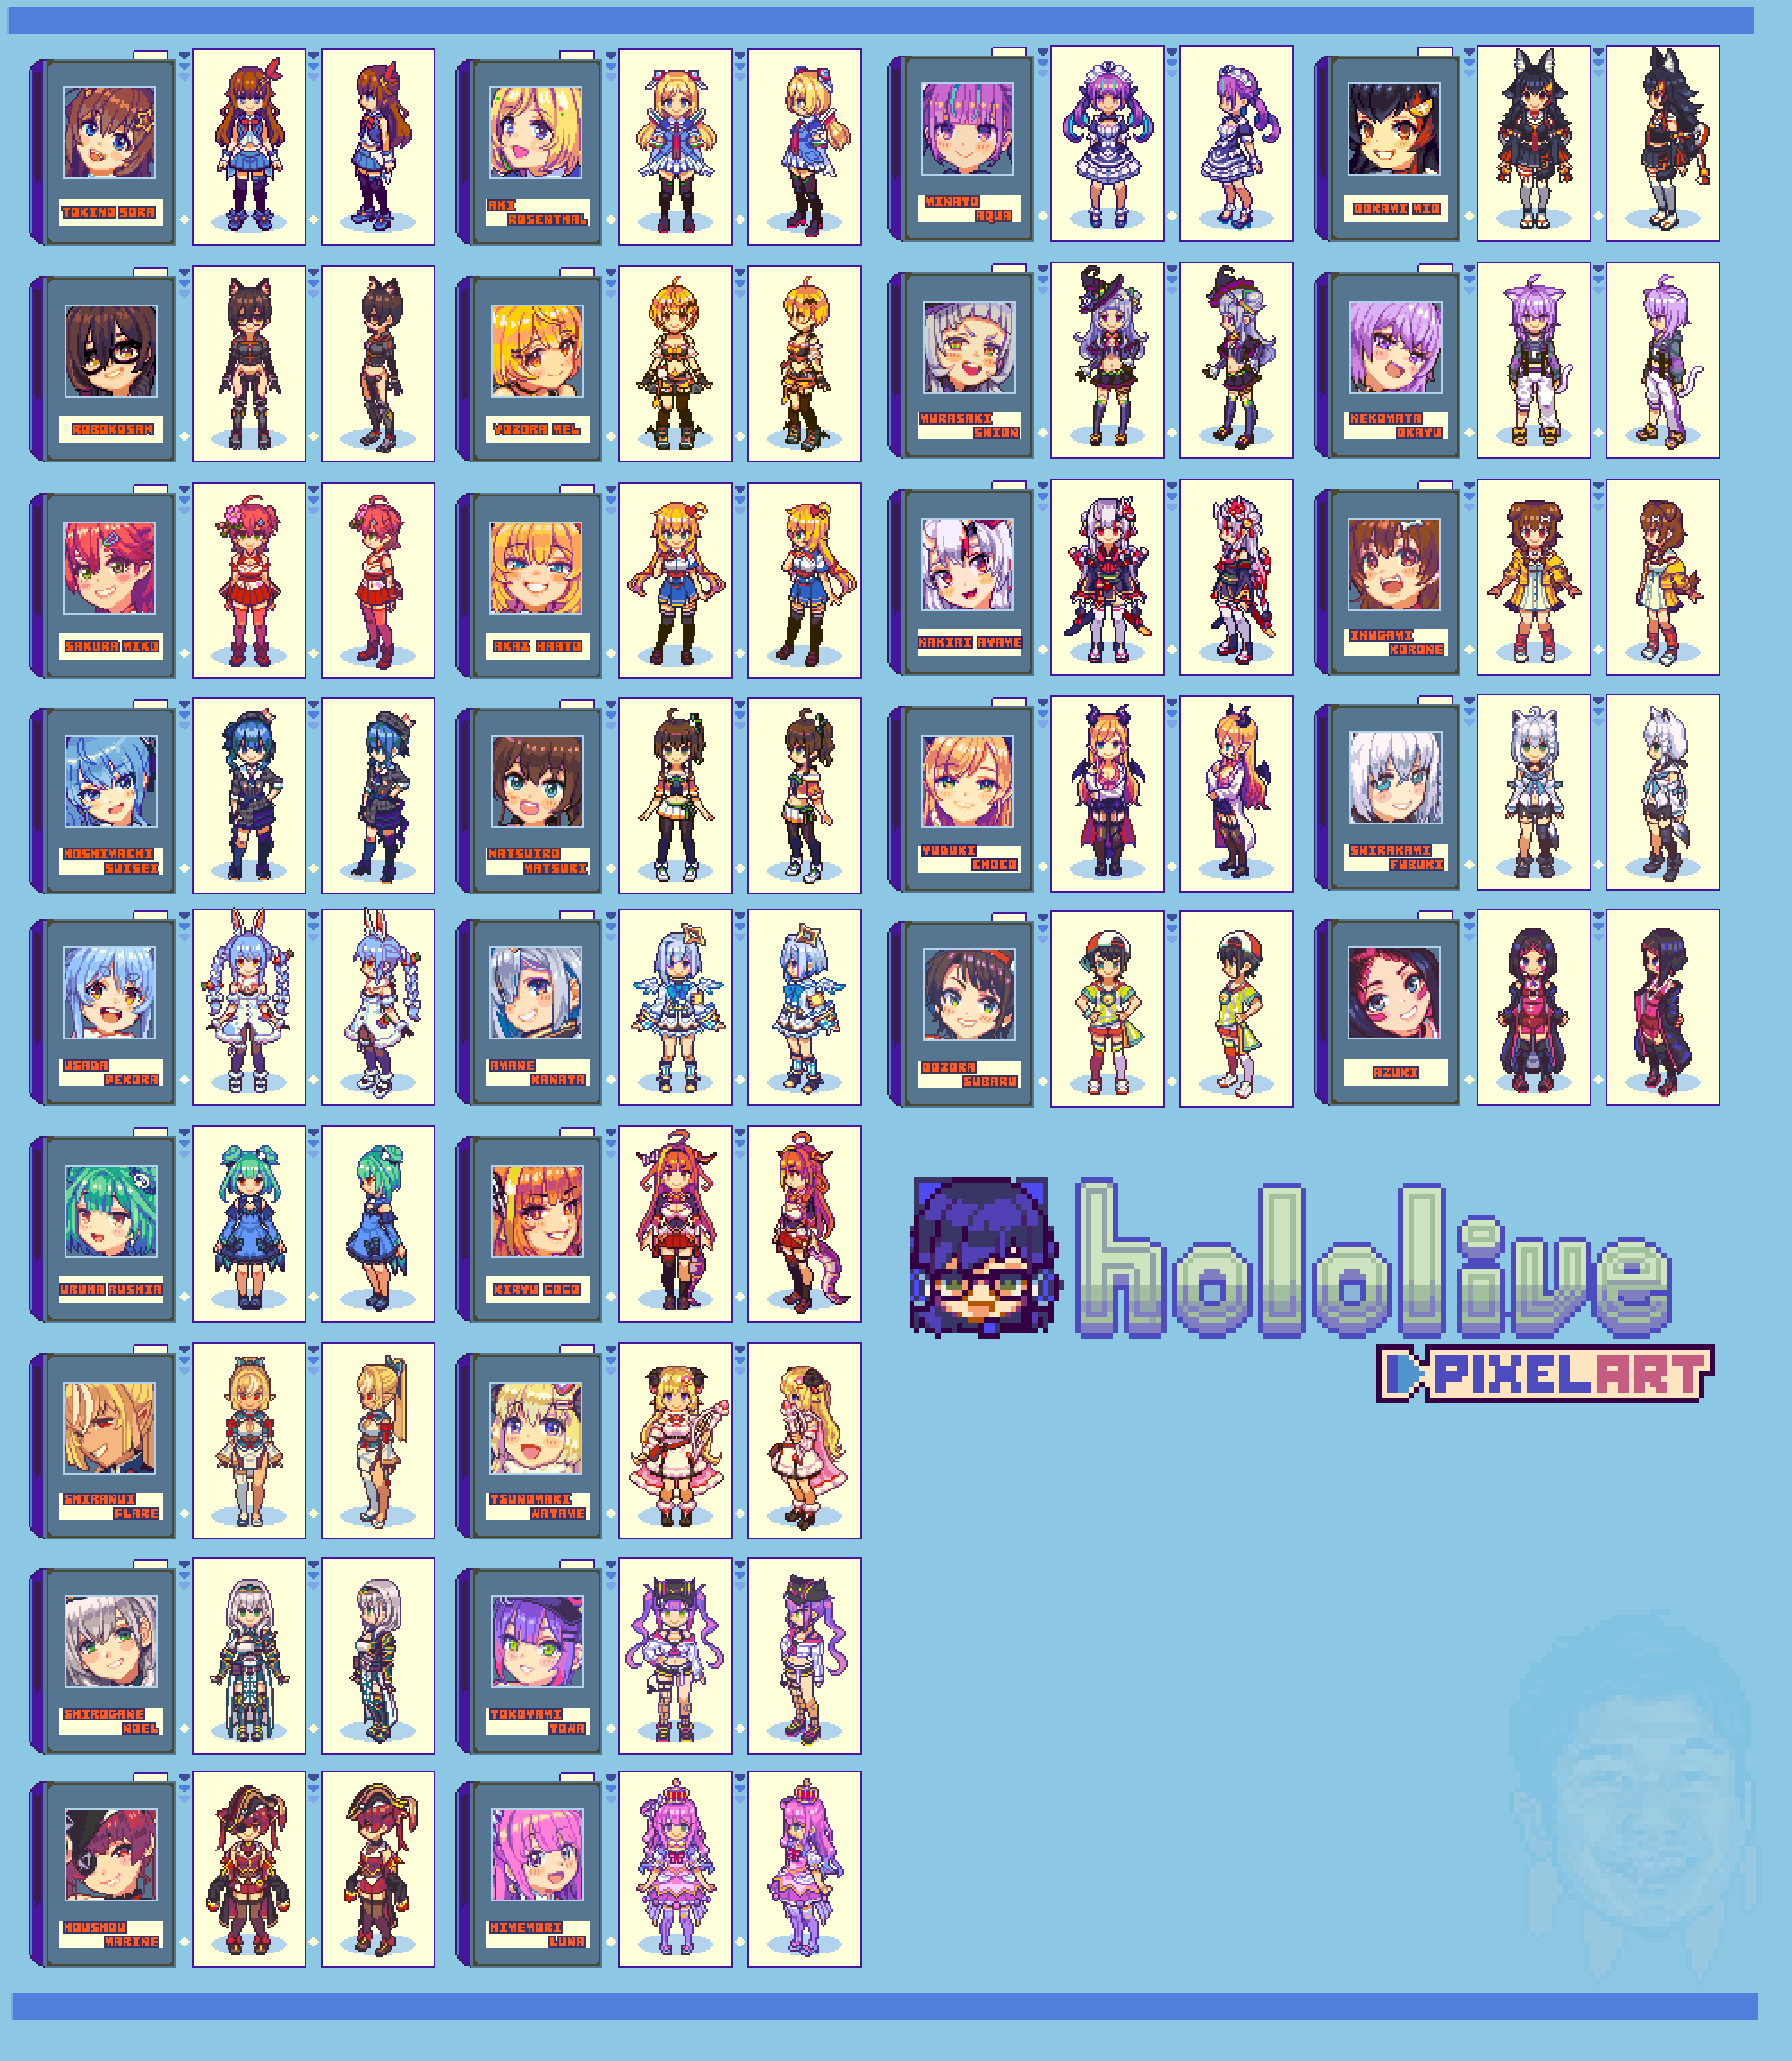 TOKINO SORA
AKI
ROSENTHAL
MINATO
AQUA
OOKAMI MIO
ROBOKOSAN
YOZORA MEL
MURASAKI
SHION
NEKOMATA
OKAYU
SAKURA MIKO
AKAI HAATO
NAKIRI AYAME
INUGAMI
KORONE
HOSHIMACHI
SUISEI
NATSUIRO
MATSURI
YUDUKI
CHOCO
SHIRAKAMI
FUBUKI
USADA
PEKORA
AMANE
KANATA
OOZORA
SUBARU
AZUKI
URUHA RUSHIA
KIRYU COCO
hololive
PIXELART
SHIRANUI
FLARE
TSUNOMAKI
WATAME
SHIROGANE
NOEL
TOKOYAMI
TOWA
HOUSHOU
MARINE
HIMEMORI
LUNA